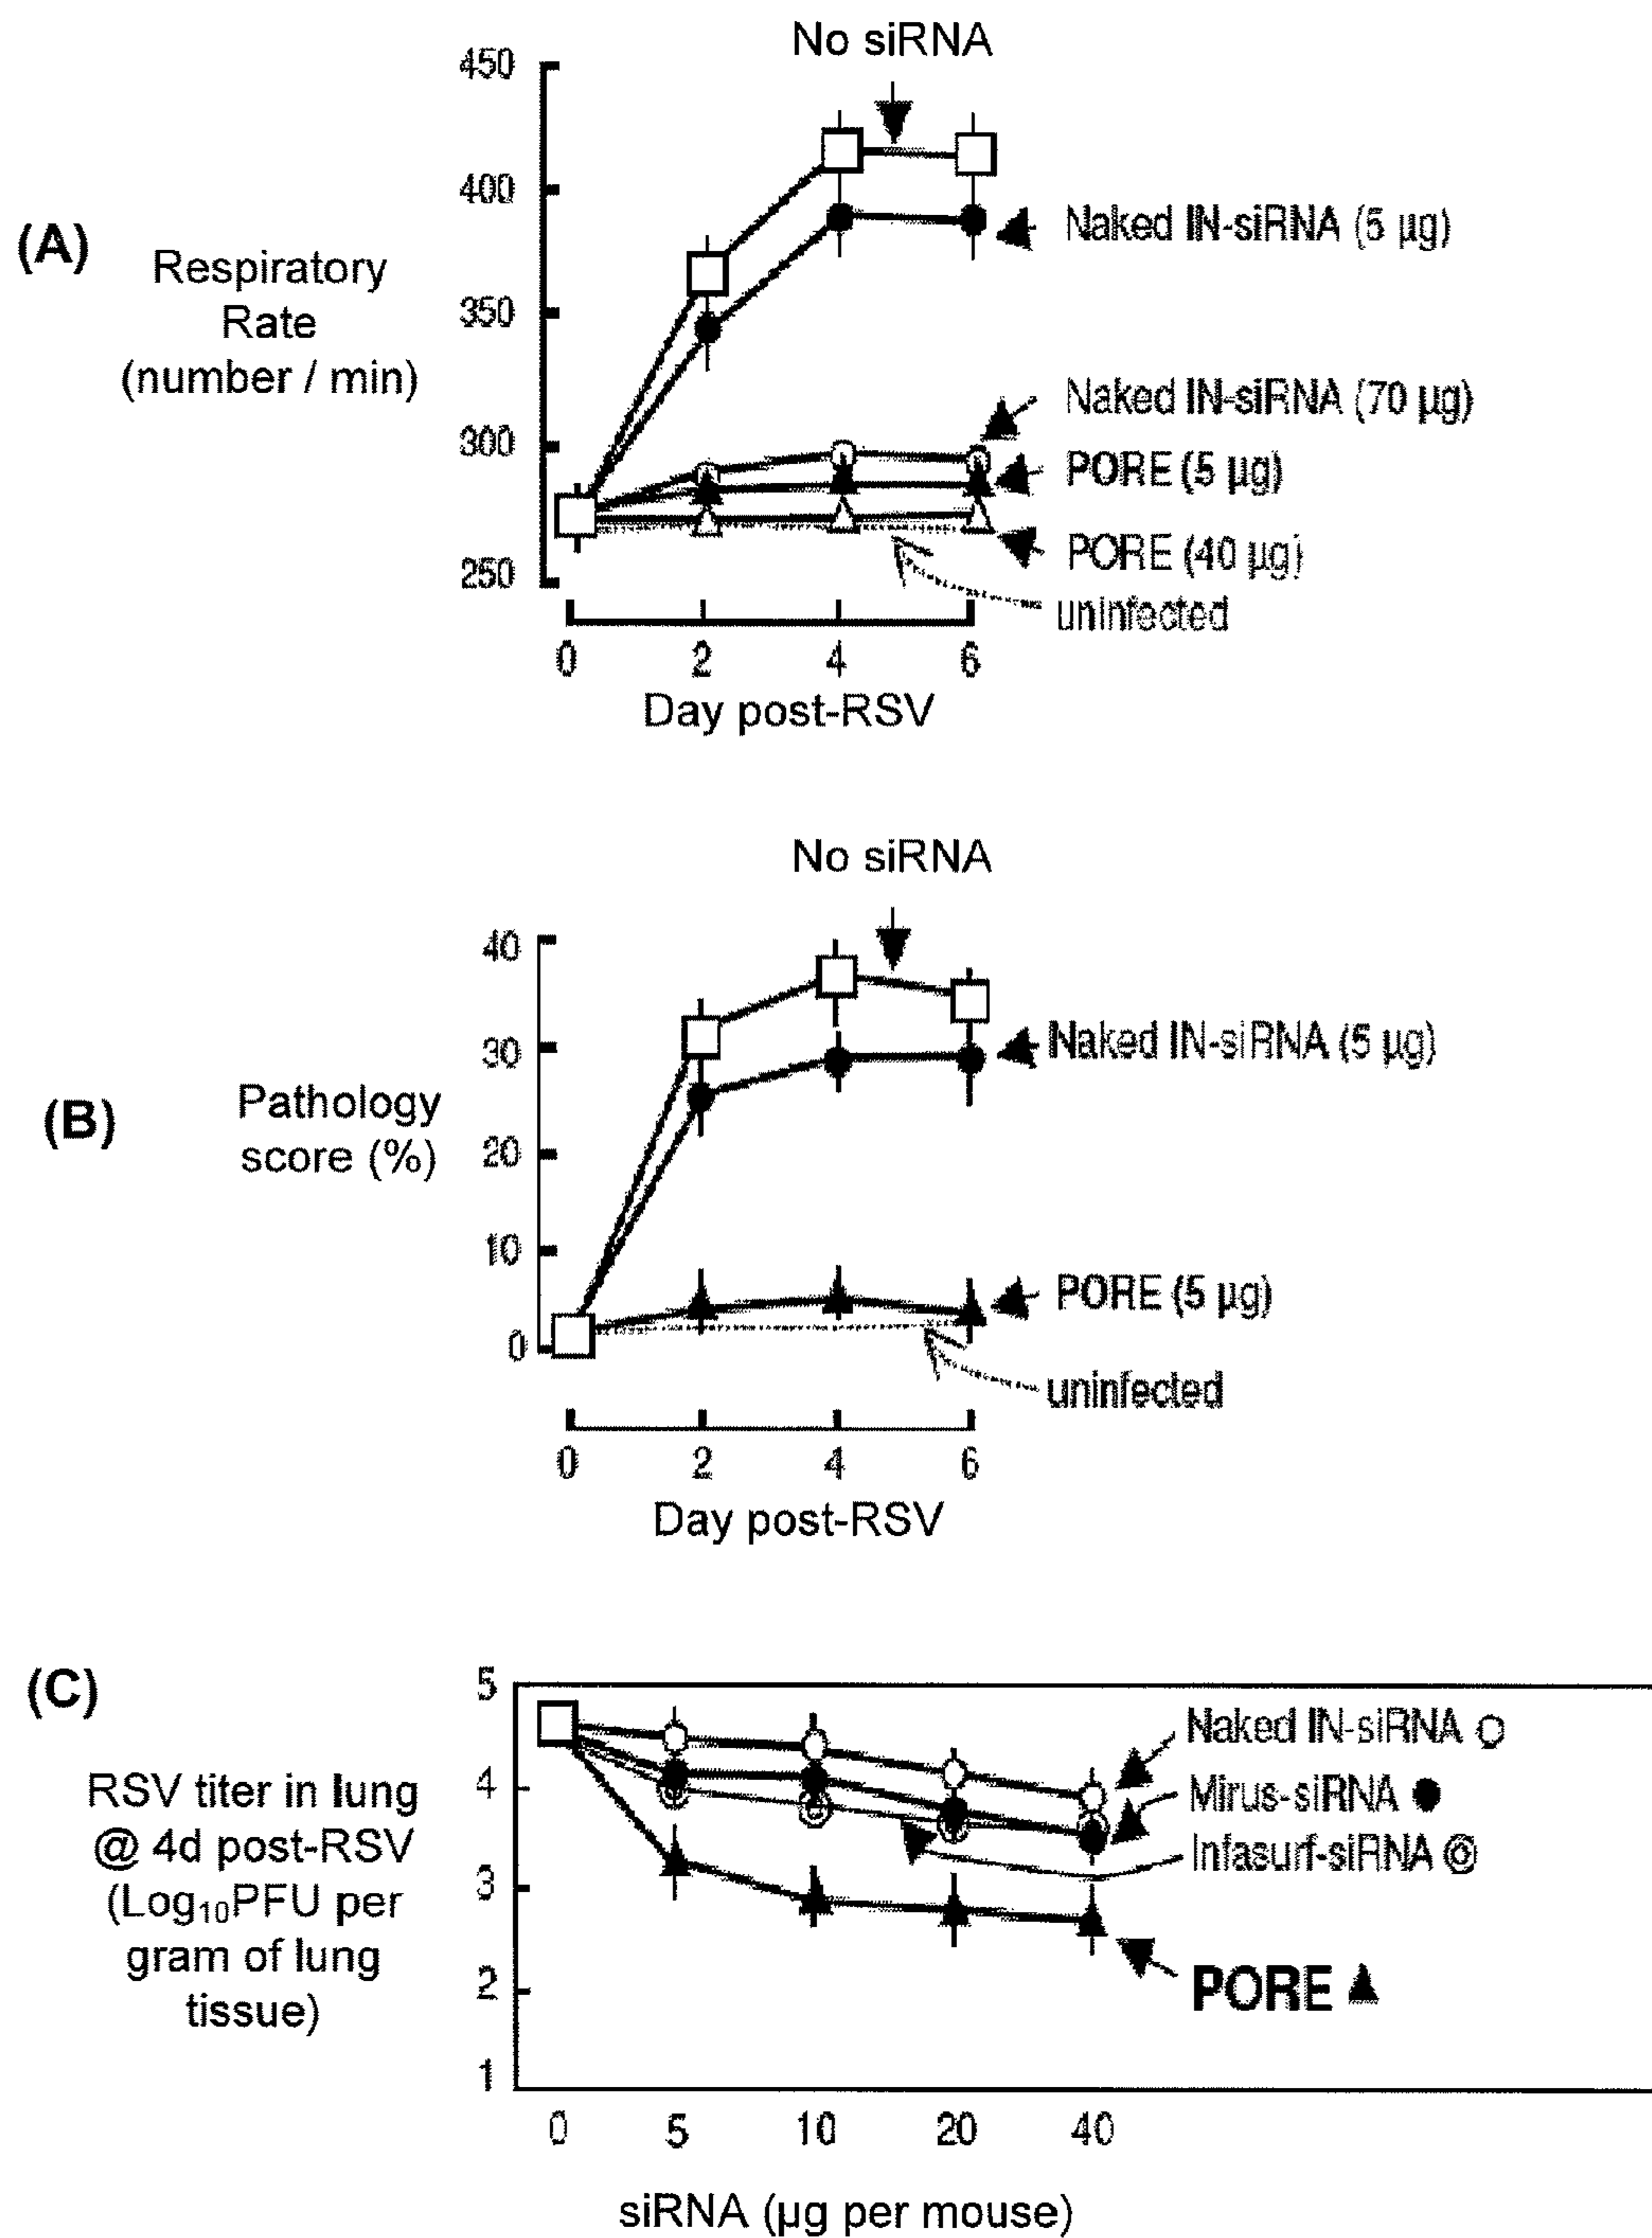 No siRNA
(A)
Respiratory
Rate
(number / min)
450
400
350
300
250
Naked IN-siRNA (5 µg)
Naked IN-siRNA (70 µg)
PORE (5 µg)
PORE (40 µg)
uninfected
0 2 4 6
Day post-RSV
No siRNA
(B)
Pathology
score (%)
40
30
20
10
0
Naked IN-siRNA (5 µg)
PORE (5 µg)
uninfected
0 2 4 6
Day post-RSV
(C)
RSV titer in lung
@ 4d post-RSV
(Log₁₀PFU per
gram of lung
tissue)
5
4
3
2
1
Naked IN-siRNA
Mirus-siRNA
Infasurf-siRNA
PORE
0 5 10 20 40
siRNA (µg per mouse)